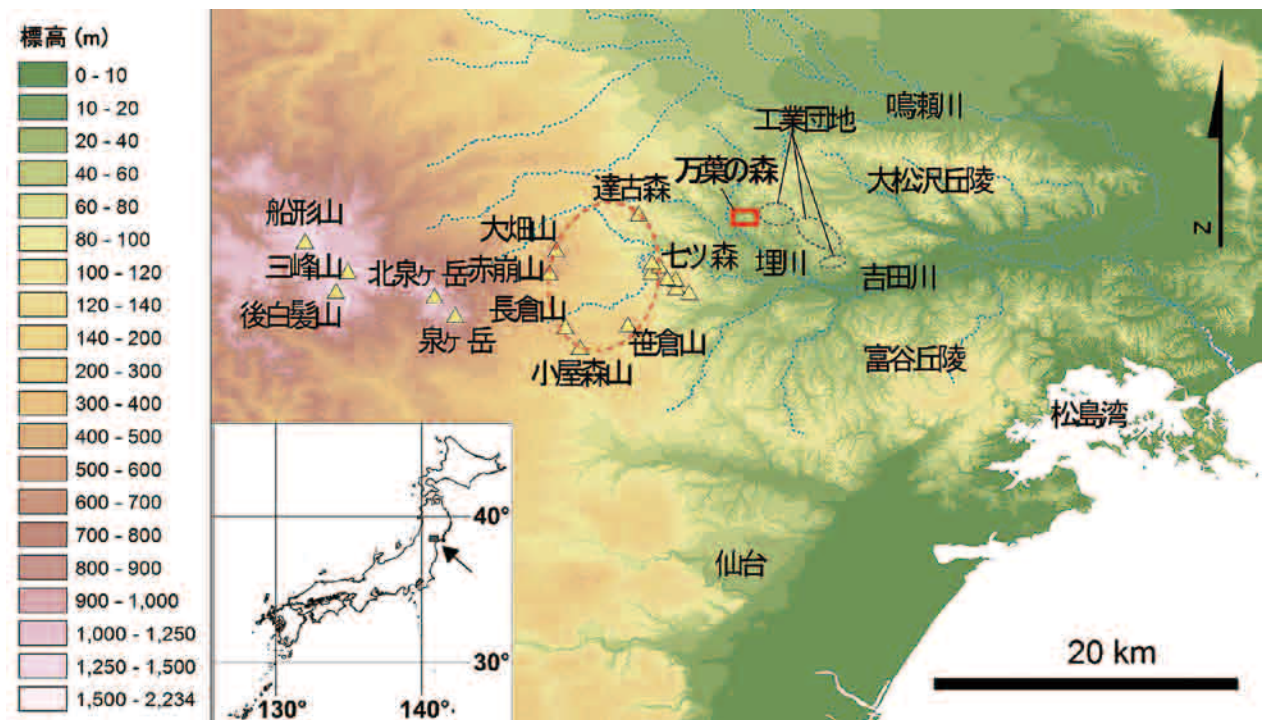 標高 (m)
0 - 10
10 - 20
20 - 40
40 - 60
60 - 80
80 - 100
100 - 120
120 - 140
140 - 200
200 - 300
300 - 400
400 - 500
500 - 600
600 - 700
700 - 800
800 - 900
900 - 1,000
1,000 - 1,250
1,250 - 1,500
1,500 - 2,234
鳴瀬川
工業団地
万葉の森
大松沢丘陵
達古森
船形山
大畑山
七ツ森
埋川
三峰山
北泉ヶ岳
赤崩山
吉田川
後白髪山
長倉山
泉ヶ岳
笹倉山
小屋森山
富谷丘陵
松島湾
仙台
N
40°
30°
130°
140°
20 km